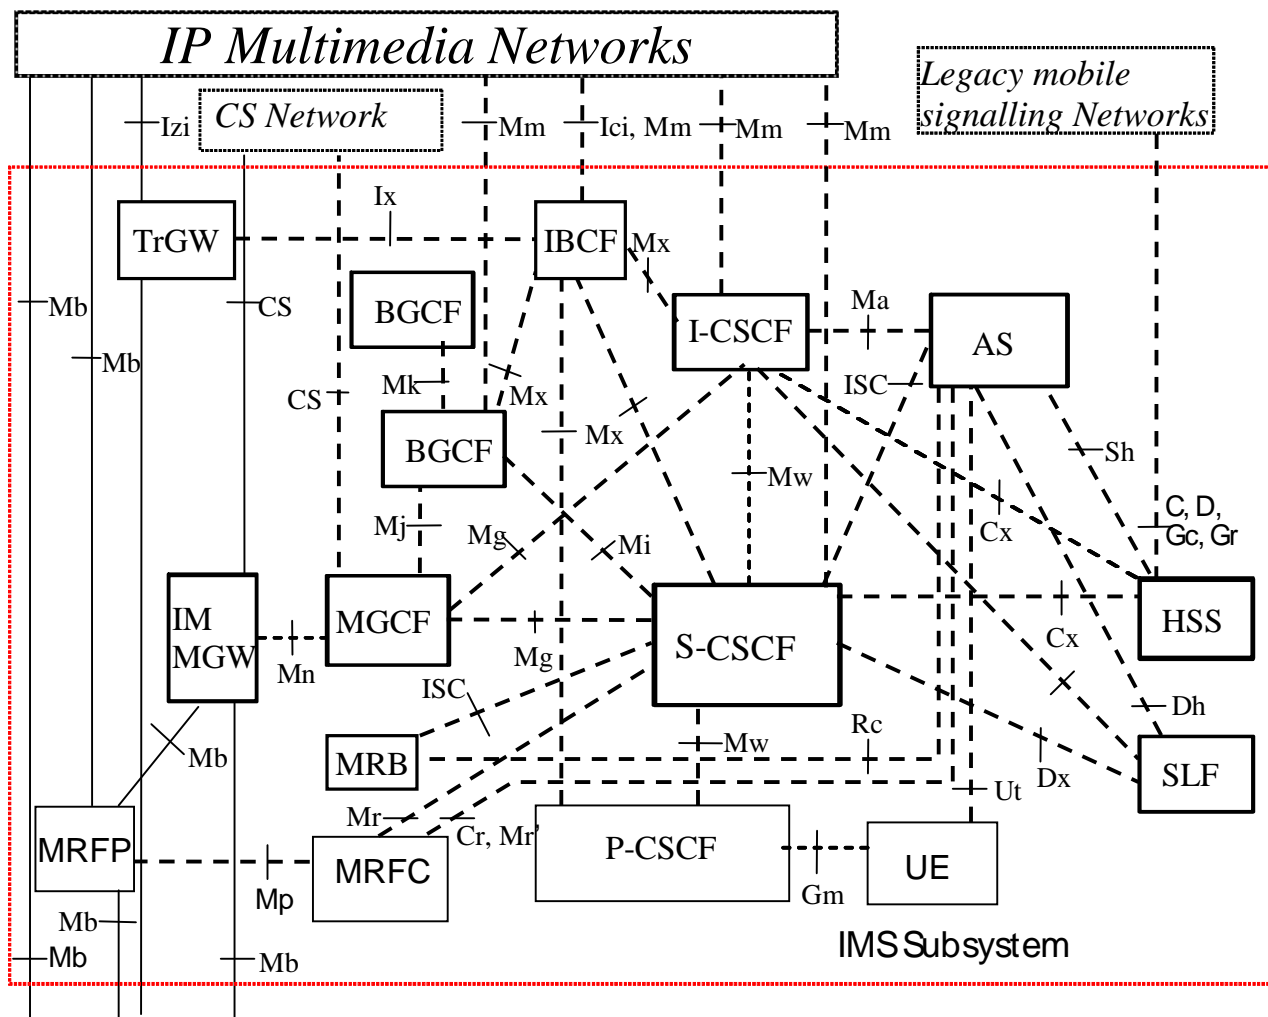 IP Multimedia Networks
Legacy mobile
signalling Networks
CS Network
Izi
Mm
Ici, Mm
Mm
Mm
Ix
TrGW
IBCF
Mx
Mb
CS
BGCF
I-CSCF
Ma
AS
Mb
Mk
Mx
ISC
CS
BGCF
Mx
Mw
Sh
Mj
Mg
Mi
Cx
C, D,
Gc, Gr
IM
MGW
MGCF
S-CSCF
HSS
Mn
Mg
Cx
ISC
Mb
MRB
Mw
Rc
Dh
Dx
SLF
Ut
Mr
Cr, Mr'
MRFP
MRFC
P-CSCF
UE
Mp
Gm
Mb
Mb
Mb
IMS Subsystem